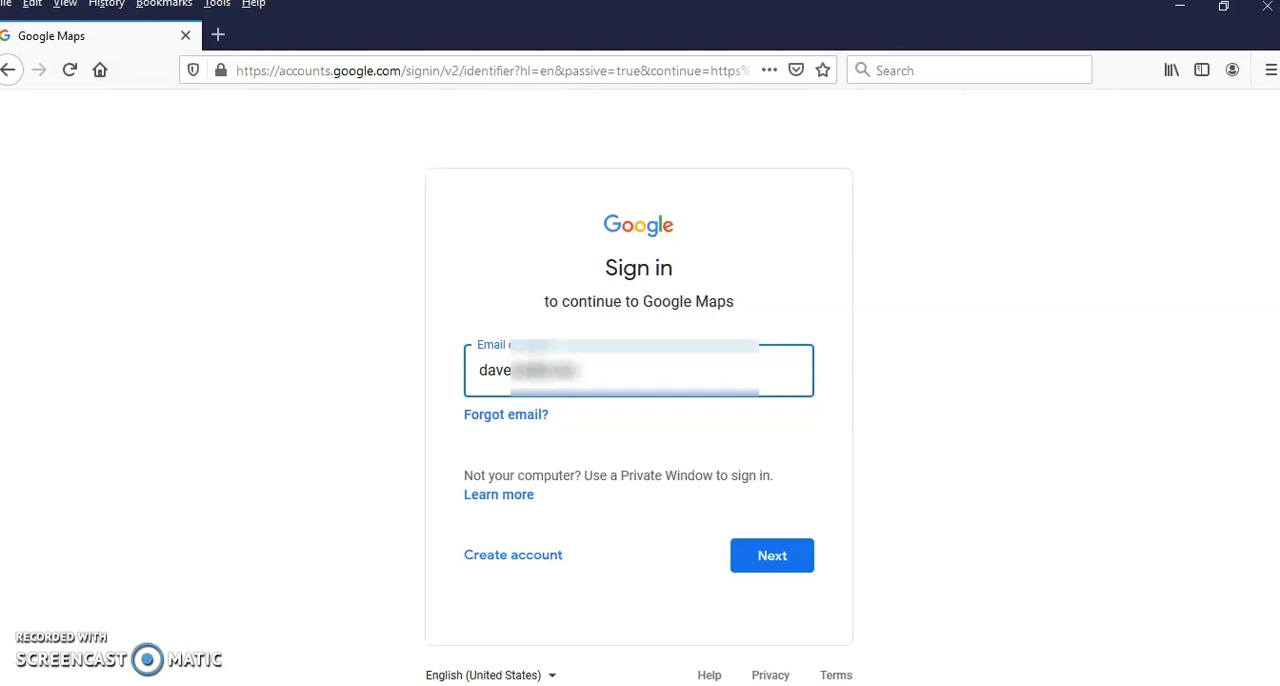 ile Edit View History Bookmarks Tools Help
Google Maps
https://accounts.google.com/signin/v2/identifier?hl=en&passive=true&continue=https%
Search
Google
Sign in
to continue to Google Maps
Email
dave
Forgot email?
Not your computer? Use a Private Window to sign in.
Learn more
Create account
Next
RECORDED WITH
SCREENCAST MATIC
English (United States)
Help Privacy Terms